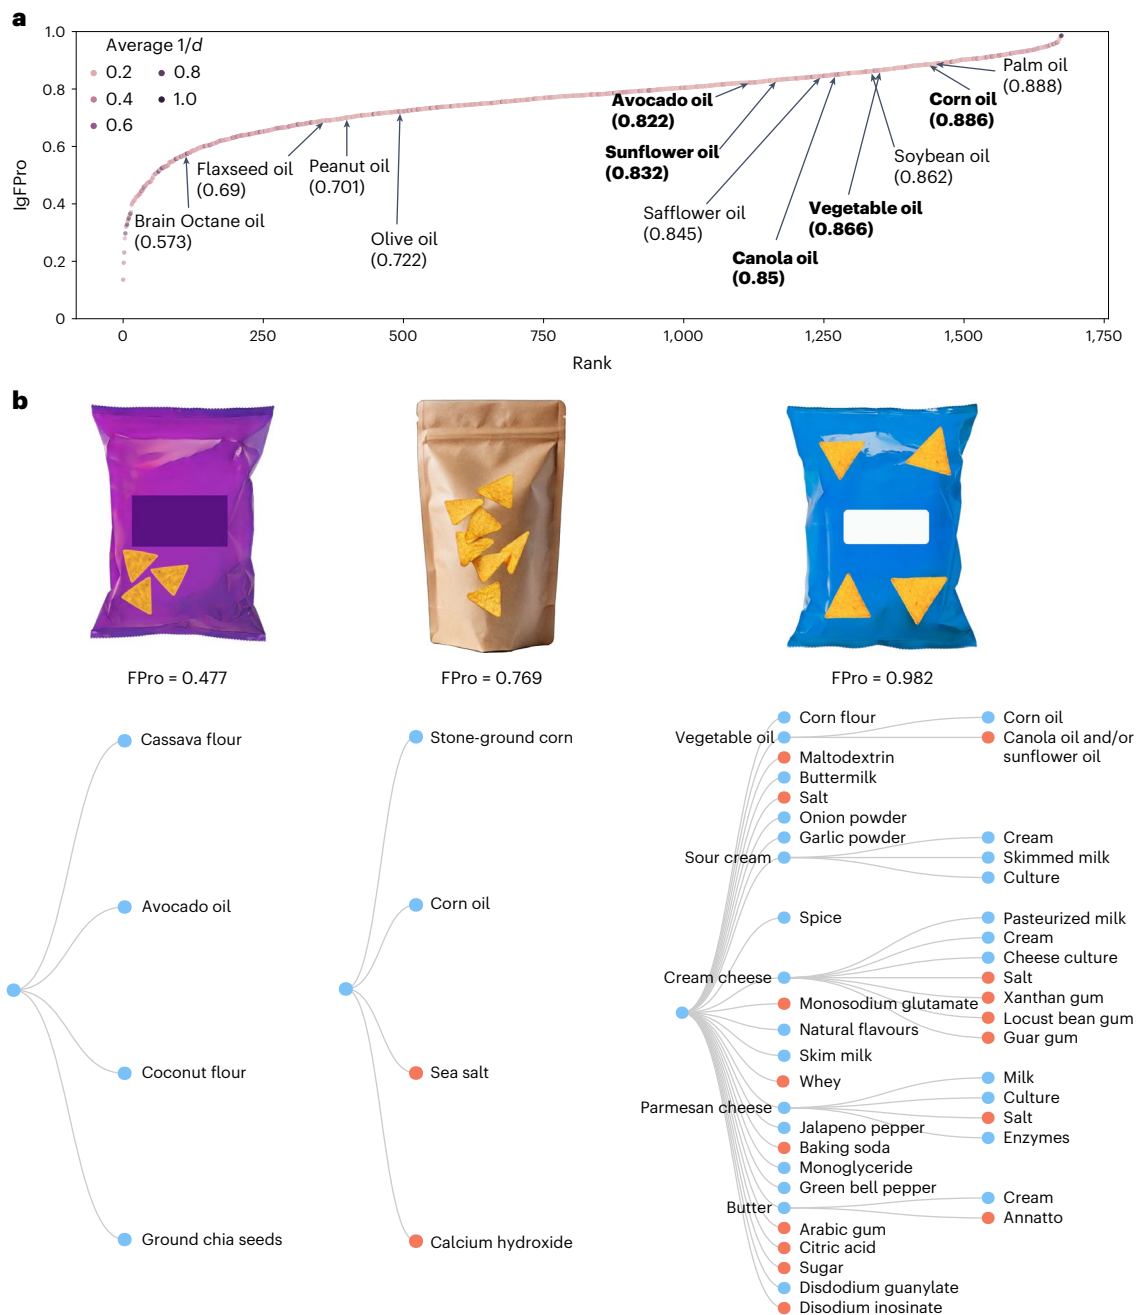 a
1.0
0.8
0.6
0.4
0.2
0
IgFPro
Average 1/d
0.2
0.8
0.4
1.0
0.6
Brain Octane oil
(0.573)
Flaxseed oil
(0.69)
Peanut oil
(0.701)
Olive oil
(0.722)
Avocado oil
(0.822)
Sunflower oil
(0.832)
Safflower oil
(0.845)
Canola oil
(0.85)
Vegetable oil
(0.866)
Soybean oil
(0.862)
Corn oil
(0.886)
Palm oil
(0.888)
0
250
500
750
1,000
1,250
1,500
1,750
Rank
b
FPro = 0.477
FPro = 0.769
FPro = 0.982
Cassava flour
Avocado oil
Coconut flour
Ground chia seeds
Stone-ground corn
Corn oil
Sea salt
Calcium hydroxide
Corn flour
Vegetable oil
Maltodextrin
Buttermilk
Salt
Onion powder
Garlic powder
Sour cream
Spice
Cream cheese
Monosodium glutamate
Natural flavours
Skim milk
Whey
Parmesan cheese
Jalapeno pepper
Baking soda
Monoglyceride
Green bell pepper
Butter
Arabic gum
Citric acid
Sugar
Disdodium guanylate
Disodium inosinate
Corn oil
Canola oil and/or
sunflower oil
Cream
Skimmed milk
Culture
Pasteurized milk
Cream
Cheese culture
Salt
Xanthan gum
Locust bean gum
Guar gum
Milk
Culture
Salt
Enzymes
Cream
Annatto